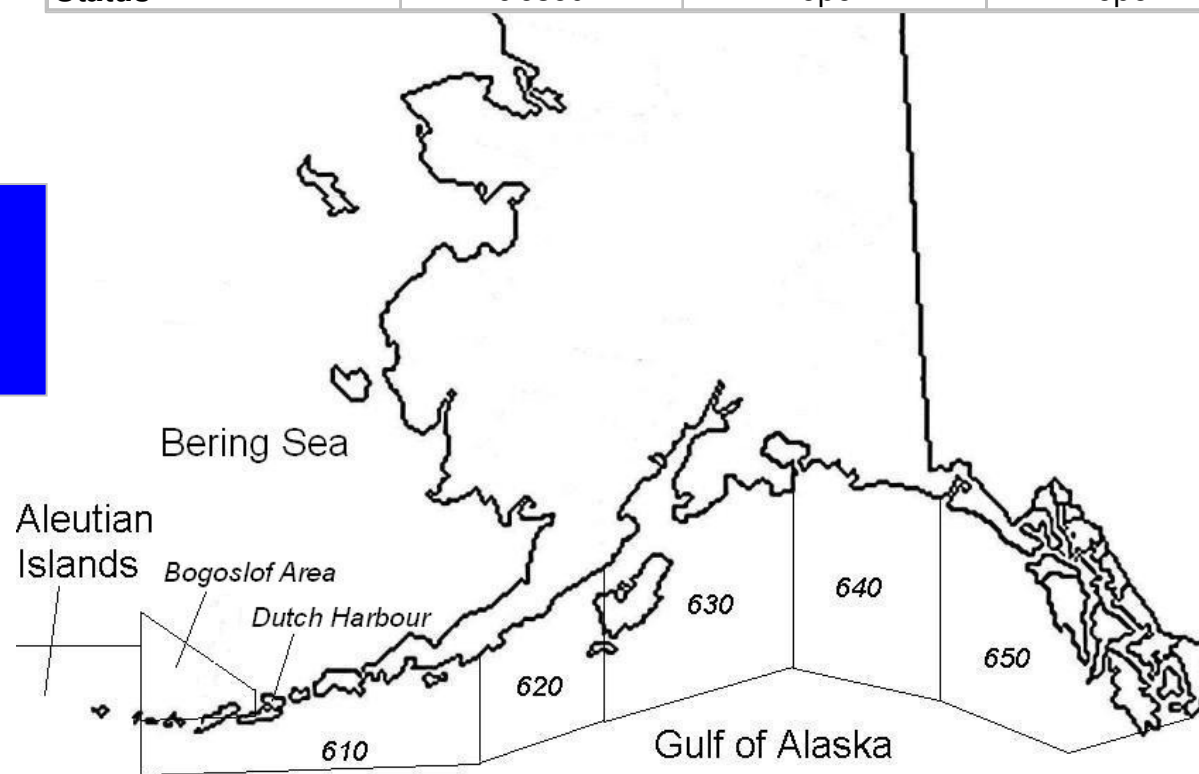 Status
Bering Sea
Aleutian
Islands
Bogoslof Area
Dutch Harbour
610
620
630
640
650
Gulf of Alaska